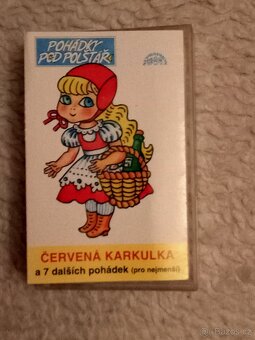 POHÁDKY
POD POLŠTÁŘ
ČERVENÁ KARKULKA
a 7 dalších pohádek (pro nejmenší)